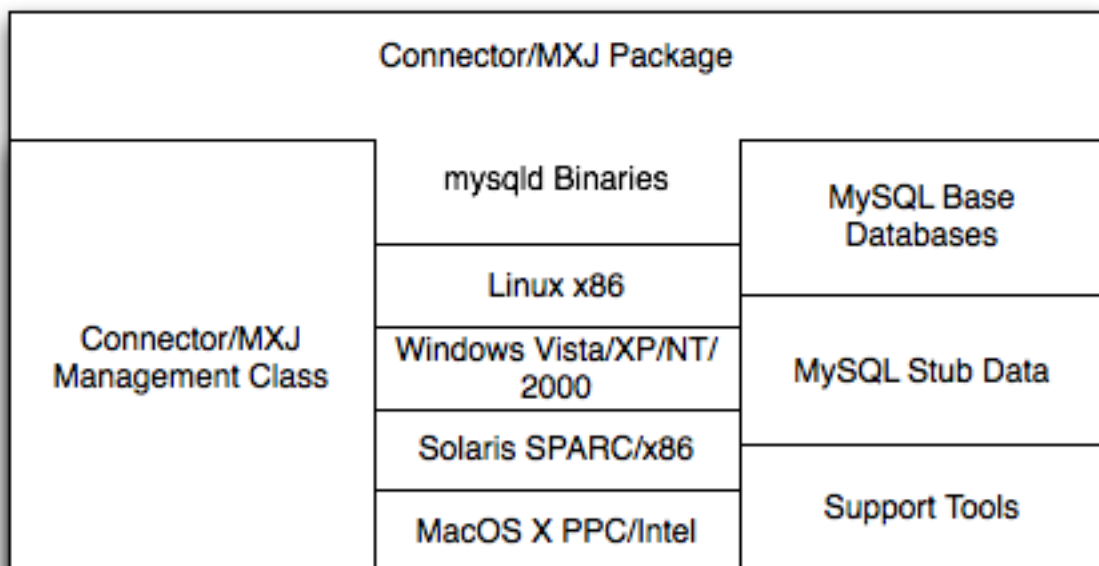 Connector/MXJ Package
Connector/MXJ
Management Class
mysqld Binaries
Linux x86
Windows Vista/XP/NT/
2000
Solaris SPARC/x86
MacOS X PPC/Intel
MySQL Base
Databases
MySQL Stub Data
Support Tools